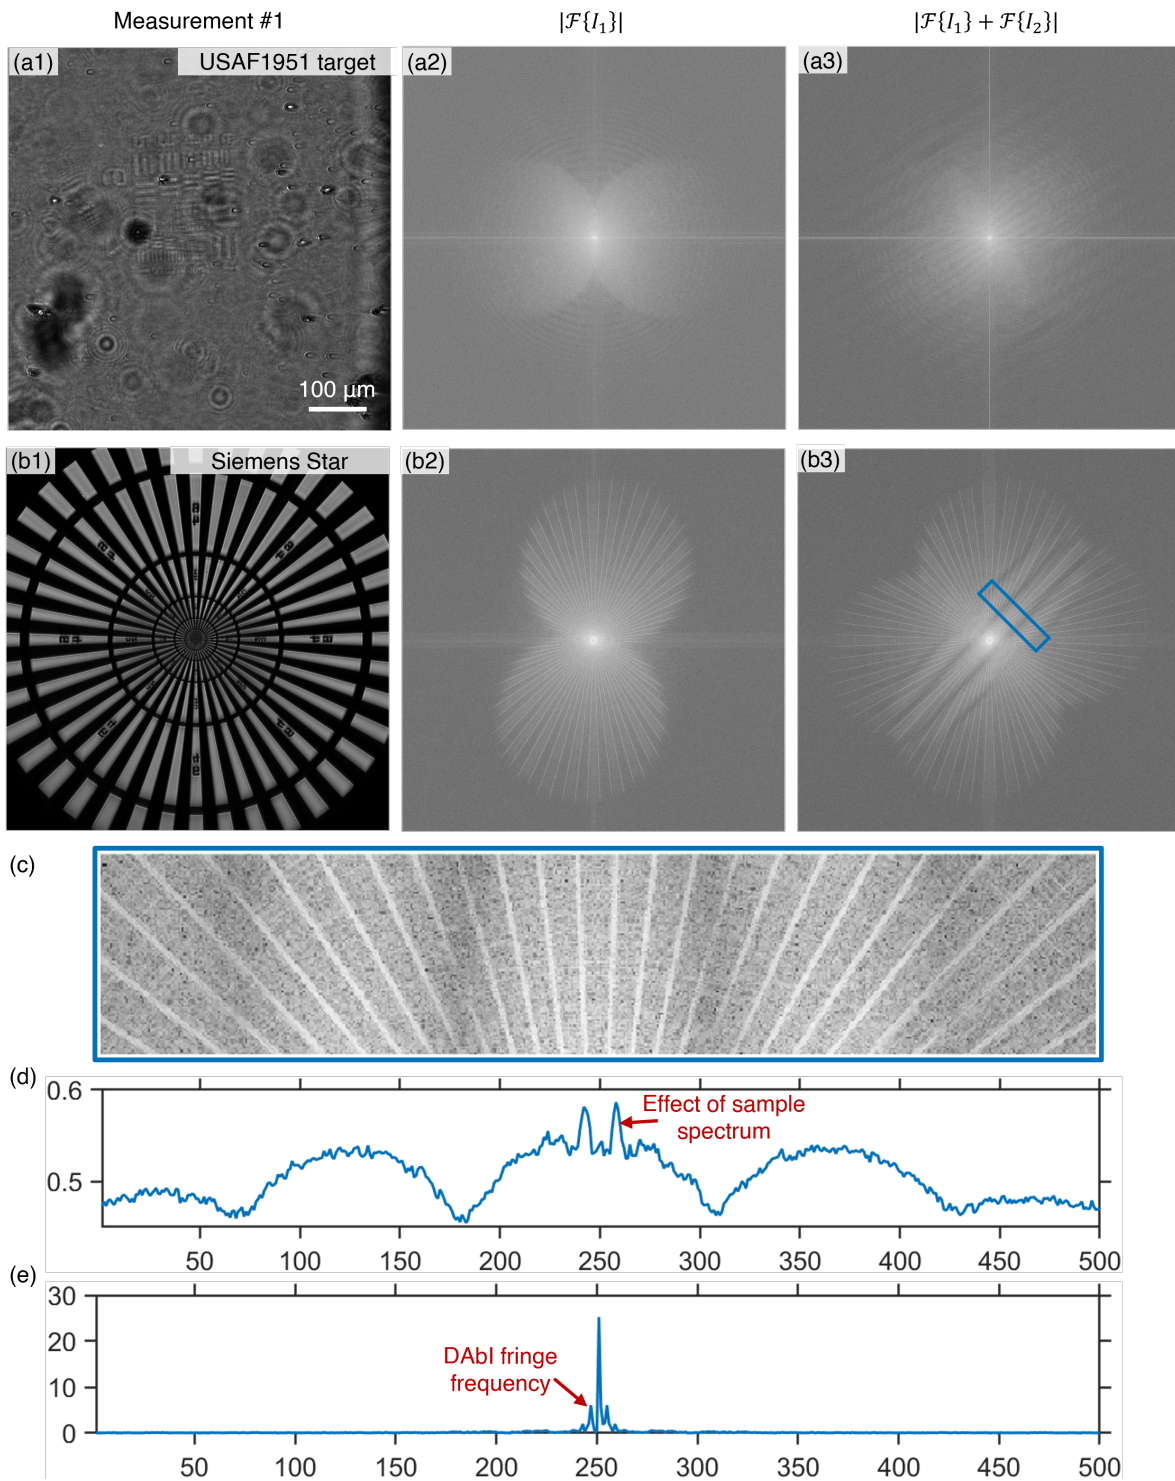 Measurement #1
|ℱ{I₁}|
|ℱ{I₁} + ℱ{I₂}|
(a1)
USAF1951 target
(a2)
(a3)
100 µm
(b1)
Siemens Star
(b2)
(b3)
(c)
(d)
0.6
0.5
Effect of sample
spectrum
50 100 150 200 250 300 350 400 450 500
(e)
30
20
10
0
DAbI fringe
frequency
50 100 150 200 250 300 350 400 450 500